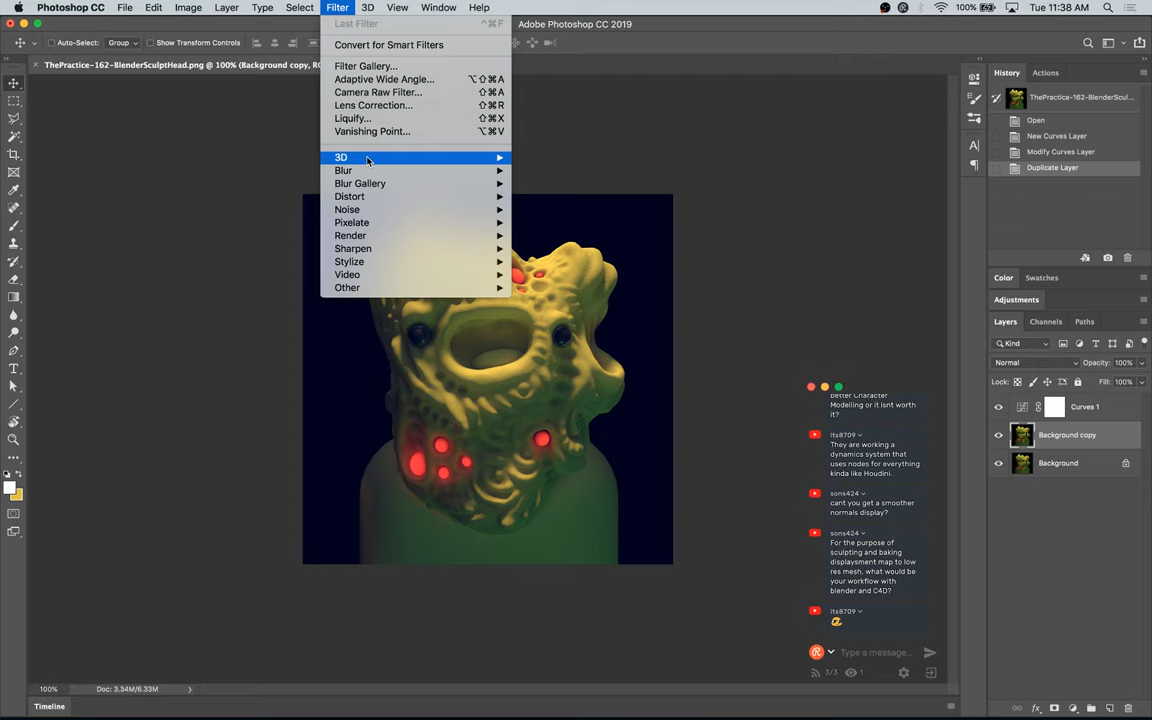 Photoshop CC File Edit Image Layer Type Select Filter 3D View Window Help
100% Tue 11:38 AM
Adobe Photoshop CC 2019
Auto-Select: Group Show Transform Controls
× ThePractice-162-BlenderSculptHead.png @ 100% (Background copy, RG
Last Filter ^⌘F
Convert for Smart Filters
Filter Gallery...
Adaptive Wide Angle... ⌥⇧⌘A
Camera Raw Filter... ⇧⌘A
Lens Correction... ⇧⌘R
Liquify... ⇧⌘X
Vanishing Point... ⌥⌘V
3D
Blur
Blur Gallery
Distort
Noise
Pixelate
Render
Sharpen
Stylize
Video
Other
History Actions
ThePractice-162-BlenderScul...
Open
New Curves Layer
Modify Curves Layer
Duplicate Layer
Color Swatches
Adjustments
Layers Channels Paths
Kind
Normal Opacity: 100%
Lock: Fill: 100%
Curves 1
Background copy
Background
better Character
Modelling or it isnt worth
it?
Its8709
They are working a
dynamics system that
uses nodes for everything
kinda like Houdini.
sons424
cant you get a smoother
normals display?
sons424
For the purpose of
sculpting and baking
displaysment map to low
res mesh, what would be
your workflow with
blender and C4D?
Its8709
Type a message...
3/3 1
100% Doc: 3.34M/6.33M
Timeline